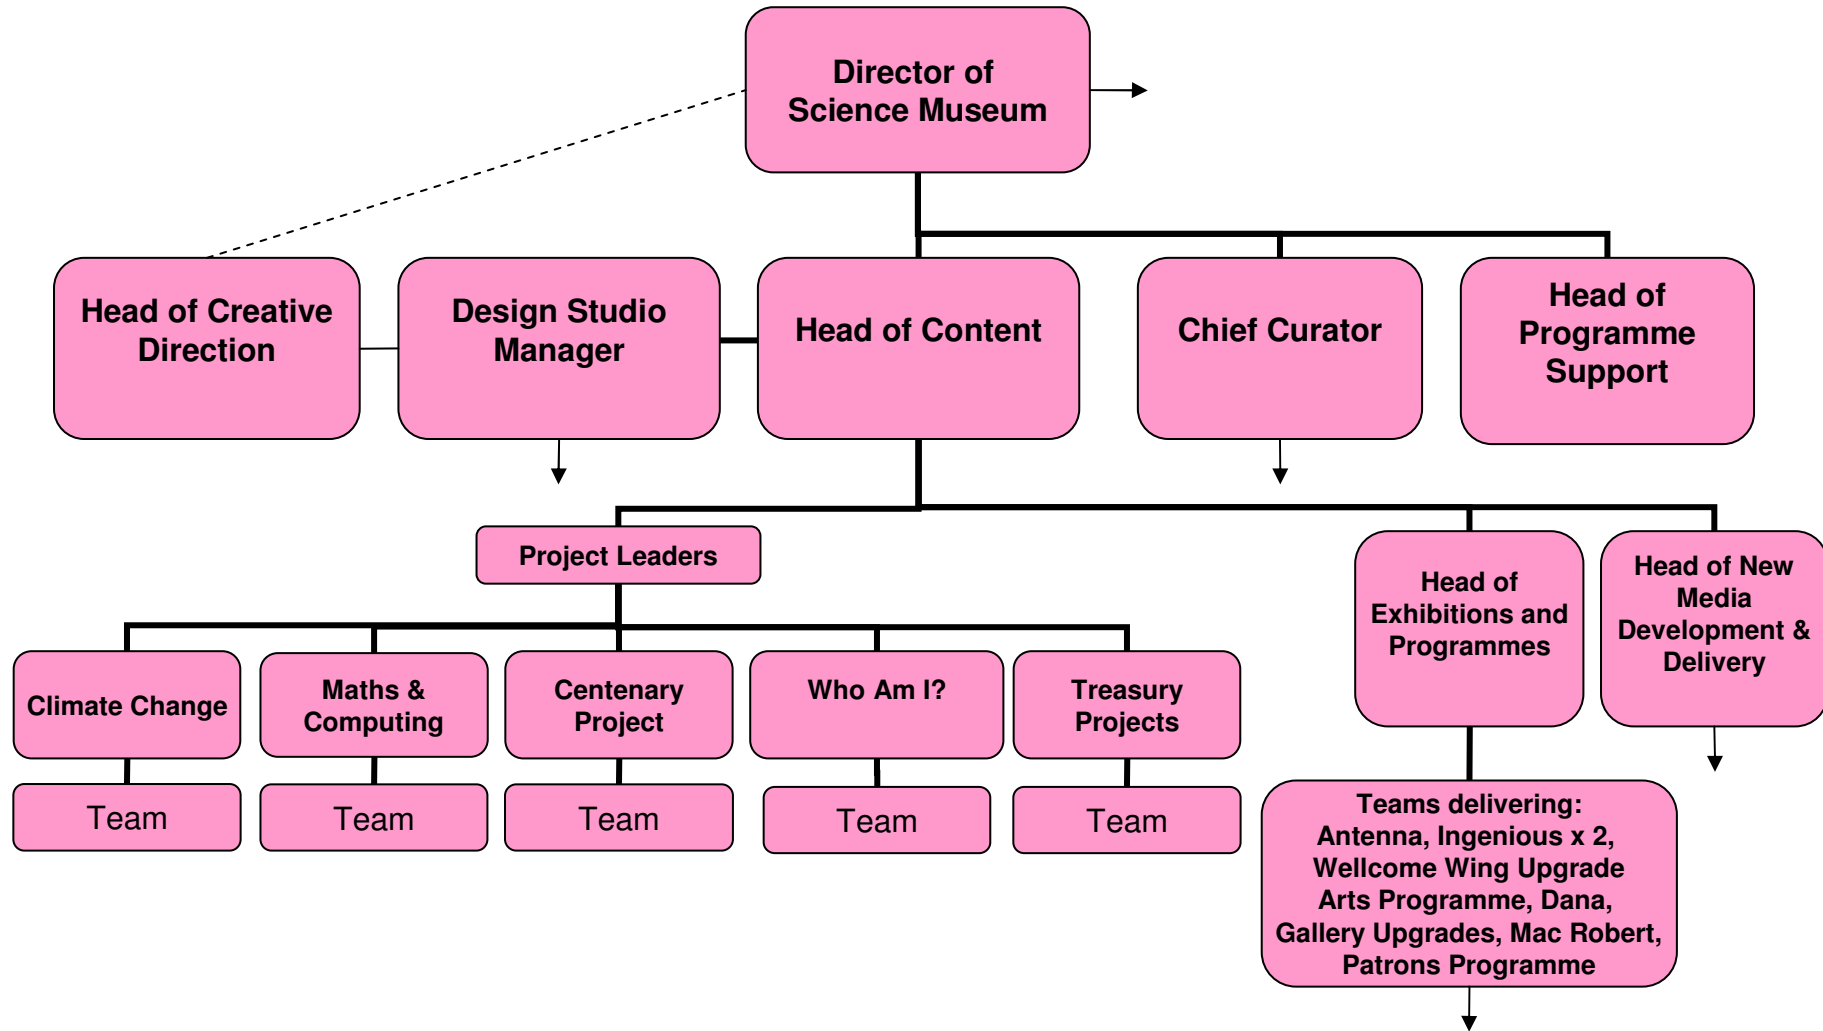 Director of
Science Museum
Head of Creative
Direction
Design Studio
Manager
Head of Content
Chief Curator
Head of
Programme
Support
Project Leaders
Head of
Exhibitions and
Programmes
Head of New
Media
Development &
Delivery
Climate Change
Maths &
Computing
Centenary
Project
Who Am I?
Treasury
Projects
Team
Team
Team
Team
Team
Teams delivering:
Antenna, Ingenious x 2,
Wellcome Wing Upgrade
Arts Programme, Dana,
Gallery Upgrades, Mac Robert,
Patrons Programme